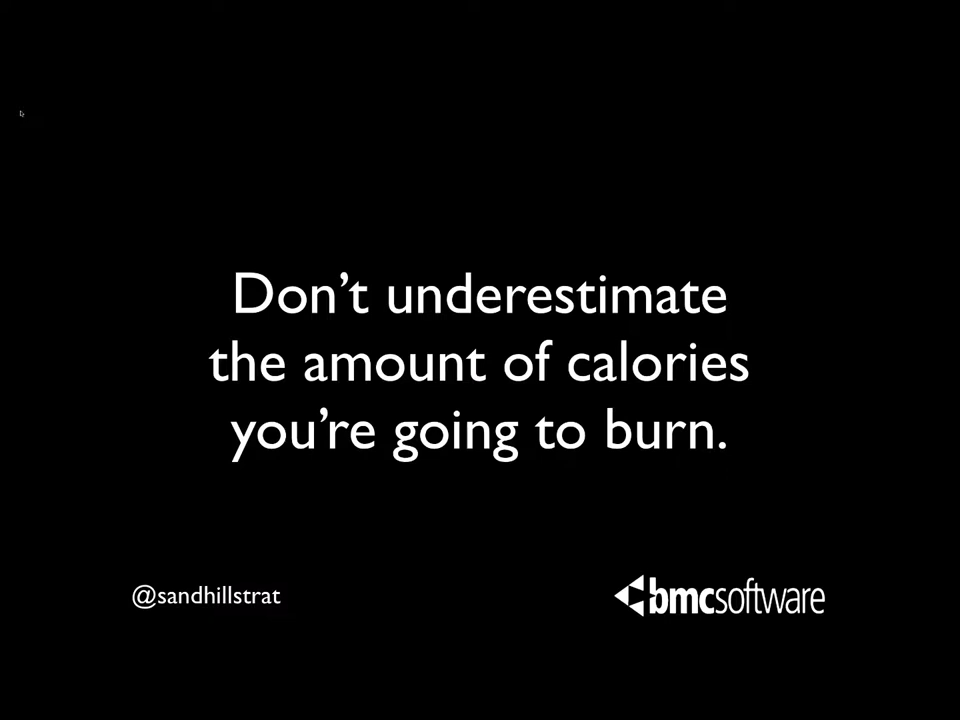 Don’t underestimate
the amount of calories
you’re going to burn.
@sandhillstrat
bmcsoftware